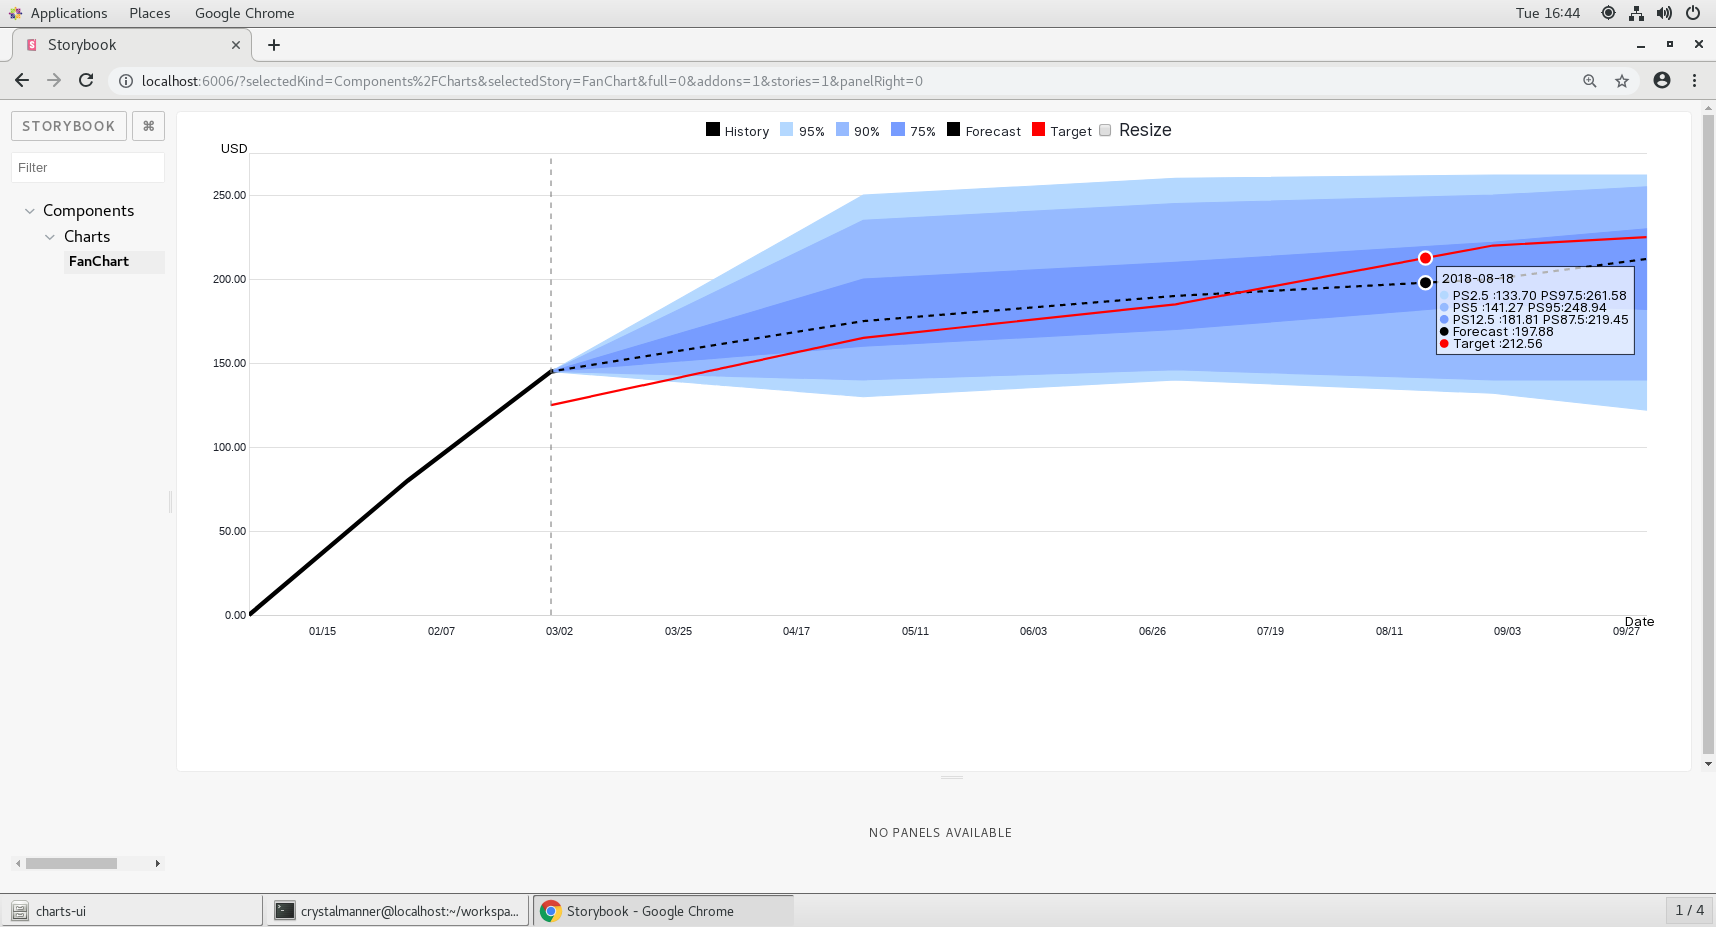 Applications Places Google Chrome Tue 16:44
Storybook
localhost:6006/?selectedKind=Components%2FCharts&selectedStory=FanChart&full=0&addons=1&stories=1&panelRight=0
STORYBOOK ⌘
Filter
Components
Charts
FanChart
History 95% 90% 75% Forecast Target Resize
USD
250.00
200.00
150.00
100.00
50.00
0.00
2018-08-18
PS2.5 :133.70 PS97.5:261.58
PS5 :141.27 PS95:248.94
PS12.5 :181.81 PS87.5:219.45
Forecast :197.88
Target :212.56
Date
01/15 02/07 03/02 03/25 04/17 05/11 06/03 06/26 07/19 08/11 09/03 09/27
NO PANELS AVAILABLE
charts-ui crystalmanner@localhost:~/workspa... Storybook - Google Chrome 1 / 4